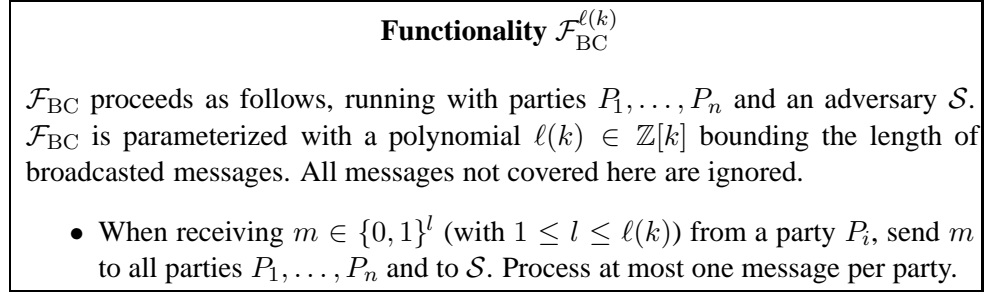 Functionality $\mathcal{F}_{\mathrm{BC}}^{\ell(k)}$
$\mathcal{F}_{\mathrm{BC}}$ proceeds as follows, running with parties $P_1, \ldots, P_n$ and an adversary $\mathcal{S}$.
$\mathcal{F}_{\mathrm{BC}}$ is parameterized with a polynomial $\ell(k) \in \mathbb{Z}[k]$ bounding the length of
broadcasted messages. All messages not covered here are ignored.
• When receiving $m \in \{0, 1\}^l$ (with $1 \leq l \leq \ell(k)$) from a party $P_i$, send $m$
to all parties $P_1, \ldots, P_n$ and to $\mathcal{S}$. Process at most one message per party.